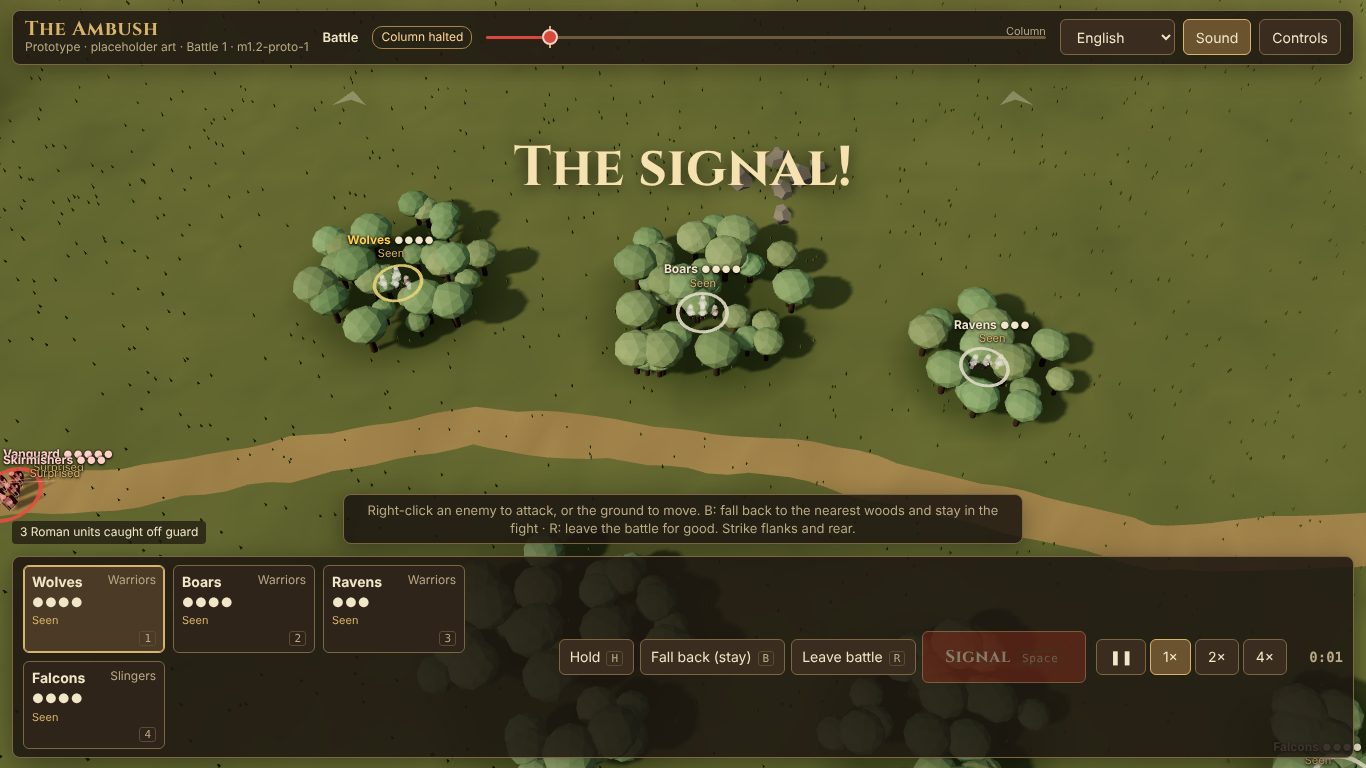 The Ambush
Prototype · placeholder art · Battle 1 · m1.2-proto-1
Battle
Column halted
Column
English
Sound
Controls
The signal!
Wolves
Seen
Boars
Seen
Ravens
Seen
Vanguard
Surprised
Skirmishers
Surprised
3 Roman units caught off guard
Right-click an enemy to attack, or the ground to move. B: fall back to the nearest woods and stay in the
fight · R: leave the battle for good. Strike flanks and rear.
Wolves Warriors
Seen
1
Boars Warriors
Seen
2
Ravens Warriors
Seen
3
Falcons Slingers
Seen
4
Hold H
Fall back (stay) B
Leave battle R
Signal Space
1×
2×
4×
0:01
Falcons
Seen